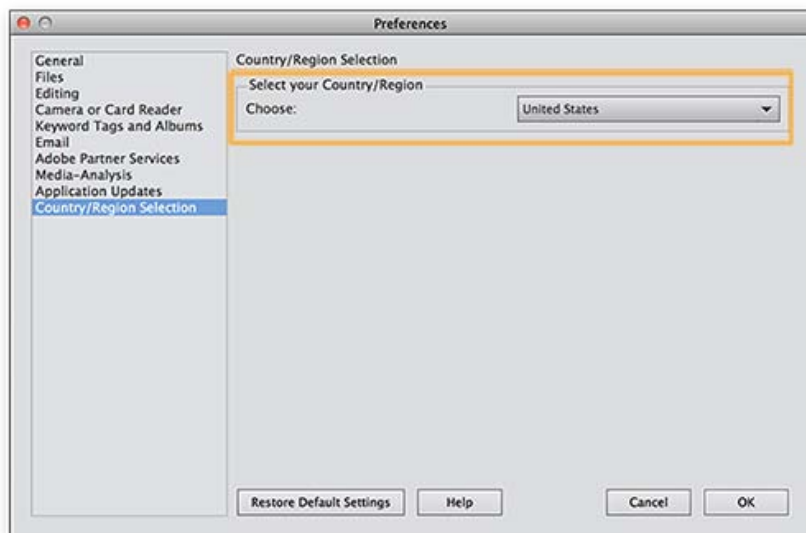 Preferences
General
Files
Editing
Camera or Card Reader
Keyword Tags and Albums
Email
Adobe Partner Services
Media-Analysis
Application Updates
Country/Region Selection
Country/Region Selection
Select your Country/Region
Choose: United States
Restore Default Settings Help Cancel OK